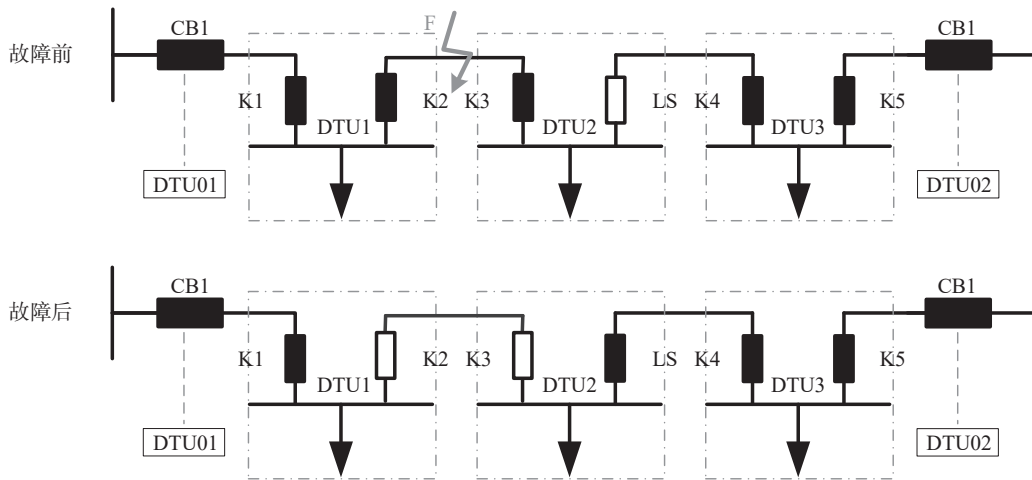 CB1
F
CB1
故障前
K1
K2
K3
LS
K4
K5
DTU1
DTU2
DTU3
DTU01
DTU02
CB1
CB1
故障后
K1
K2
K3
LS
K4
K5
DTU1
DTU2
DTU3
DTU01
DTU02